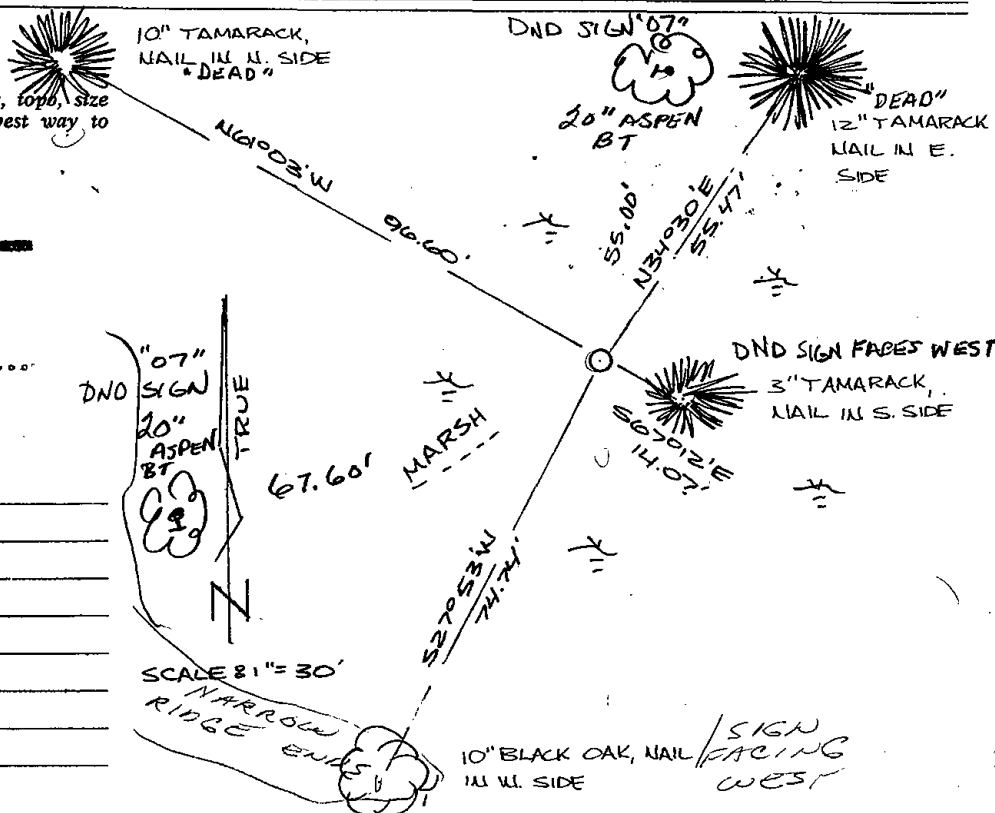 10" TAMARACK,
NAIL IN N. SIDE
"DEAD"
DND SIGN "07"
20" ASPEN
BT
"DEAD"
12" TAMARACK
NAIL IN E.
SIDE
, topo, size
best way to
N61°03'W
96.60'
55.00'
N34°30'E
55.47'
DND SIGN FACES WEST
3" TAMARACK,
NAIL IN S. SIDE
S67°12'E
14.07'
"07"
DND SIGN
20"
ASPEN
BT
TRUE
N
67.60'
MARSH
S27°53'W
74.74'
SCALE 1"=30'
NARROW
RIDGE ENDS
10" BLACK OAK, NAIL
IN W. SIDE
SIGN
FACING
WEST